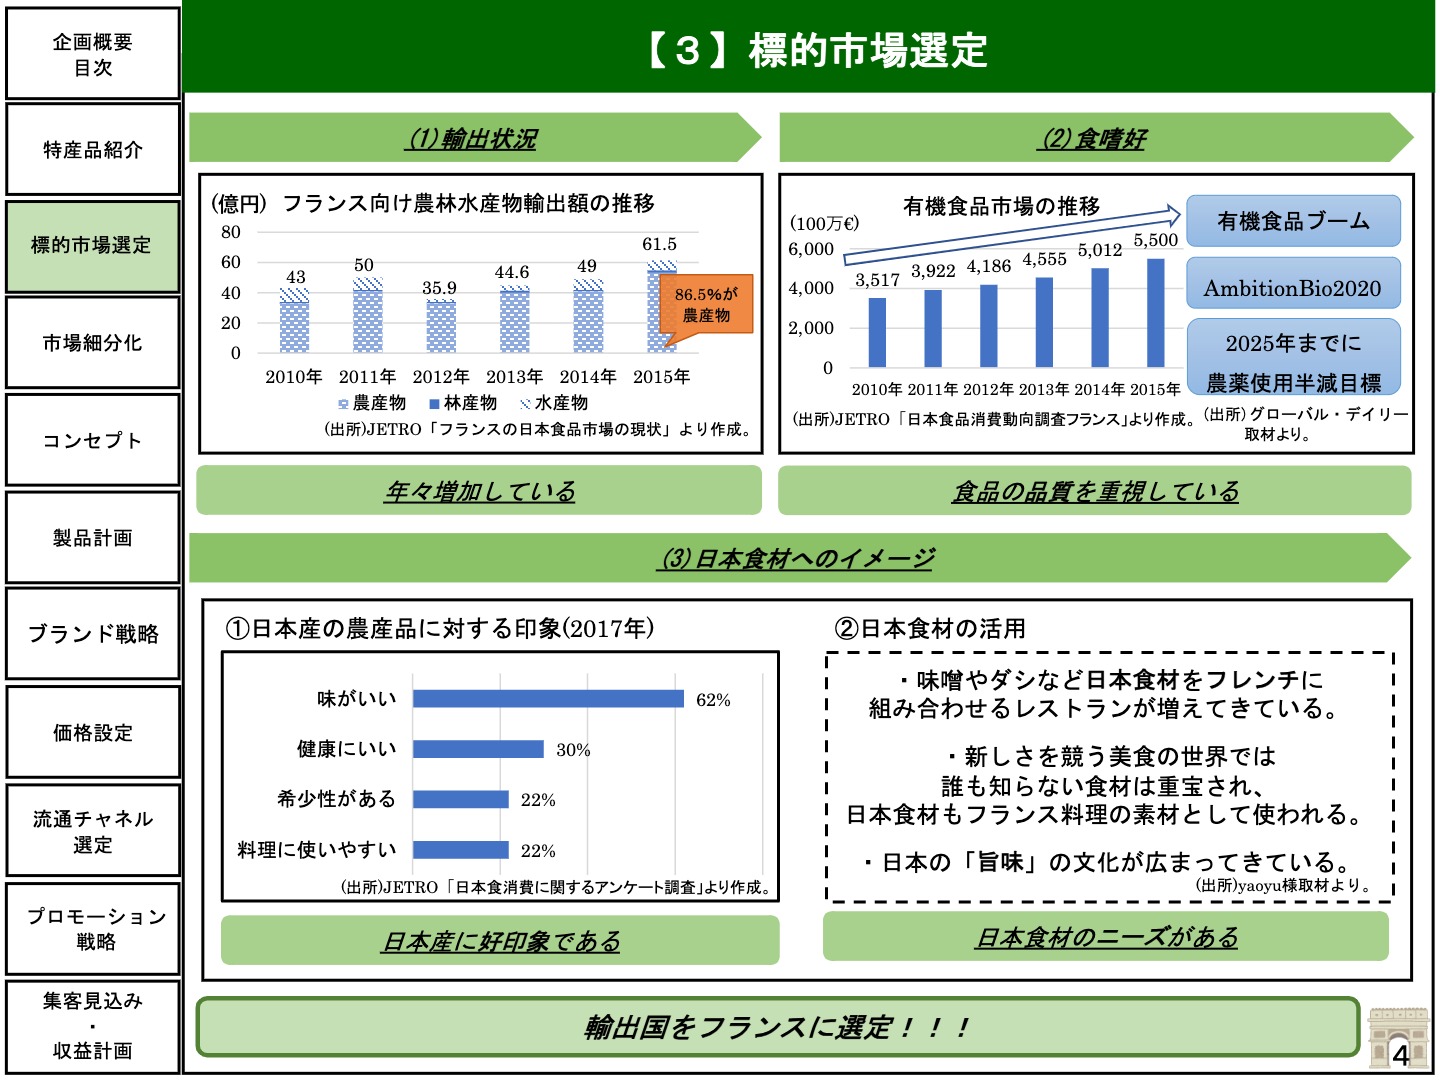 企画概要
目次
特産品紹介
標的市場選定
市場細分化
コンセプト
製品計画
ブランド戦略
価格設定
流通チャネル
選定
プロモーション
戦略
集客見込み
・
収益計画
【３】標的市場選定
(1)輸出状況
(億円) フランス向け農林水産物輸出額の推移
80
60
40
20
0
43
50
35.9
44.6
49
61.5
86.5%が
農産物
2010年 2011年 2012年 2013年 2014年 2015年
農産物 林産物 水産物
(出所)JETRO「フランスの日本食品市場の現状」より作成。
年々増加している
(2)食嗜好
有機食品市場の推移
(100万€)
6,000
4,000
2,000
0
3,517
3,922
4,186
4,555
5,012
5,500
2010年 2011年 2012年 2013年 2014年 2015年
(出所)JETRO「日本食品消費動向調査フランス」より作成。
有機食品ブーム
AmbitionBio2020
2025年までに
農薬使用半減目標
(出所)グローバル・デイリー
取材より。
食品の品質を重視している
(3)日本食材へのイメージ
①日本産の農産品に対する印象(2017年)
味がいい 62%
健康にいい 30%
希少性がある 22%
料理に使いやすい 22%
(出所)JETRO「日本食消費に関するアンケート調査」より作成。
日本産に好印象である
②日本食材の活用
・味噌やダシなど日本食材をフレンチに
組み合わせるレストランが増えてきている。
・新しさを競う美食の世界では
誰も知らない食材は重宝され、
日本食材もフランス料理の素材として使われる。
・日本の「旨味」の文化が広まってきている。
(出所)yaoyu様取材より。
日本食材のニーズがある
輸出国をフランスに選定！！！
4